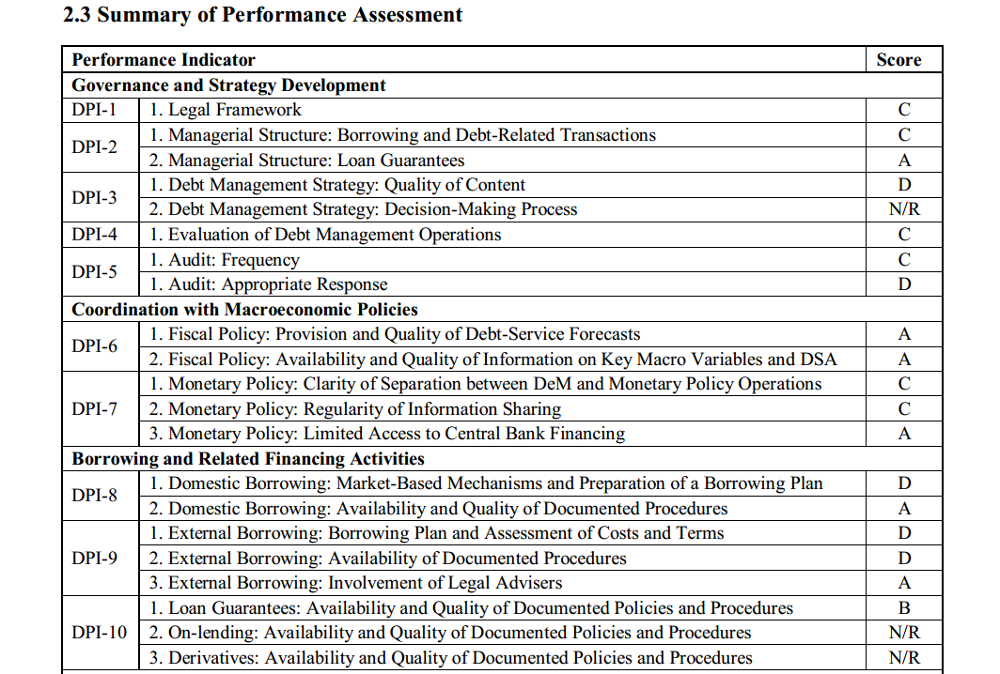 2.3 Summary of Performance Assessment
Performance Indicator Score
Governance and Strategy Development
DPI-1 1. Legal Framework C
DPI-2 1. Managerial Structure: Borrowing and Debt-Related Transactions C
2. Managerial Structure: Loan Guarantees A
DPI-3 1. Debt Management Strategy: Quality of Content D
2. Debt Management Strategy: Decision-Making Process N/R
DPI-4 1. Evaluation of Debt Management Operations C
DPI-5 1. Audit: Frequency C
1. Audit: Appropriate Response D
Coordination with Macroeconomic Policies
DPI-6 1. Fiscal Policy: Provision and Quality of Debt-Service Forecasts A
2. Fiscal Policy: Availability and Quality of Information on Key Macro Variables and DSA A
DPI-7 1. Monetary Policy: Clarity of Separation between DeM and Monetary Policy Operations C
2. Monetary Policy: Regularity of Information Sharing C
3. Monetary Policy: Limited Access to Central Bank Financing A
Borrowing and Related Financing Activities
DPI-8 1. Domestic Borrowing: Market-Based Mechanisms and Preparation of a Borrowing Plan D
2. Domestic Borrowing: Availability and Quality of Documented Procedures A
DPI-9 1. External Borrowing: Borrowing Plan and Assessment of Costs and Terms D
2. External Borrowing: Availability of Documented Procedures D
3. External Borrowing: Involvement of Legal Advisers A
DPI-10 1. Loan Guarantees: Availability and Quality of Documented Policies and Procedures B
2. On-lending: Availability and Quality of Documented Policies and Procedures N/R
3. Derivatives: Availability and Quality of Documented Policies and Procedures N/R